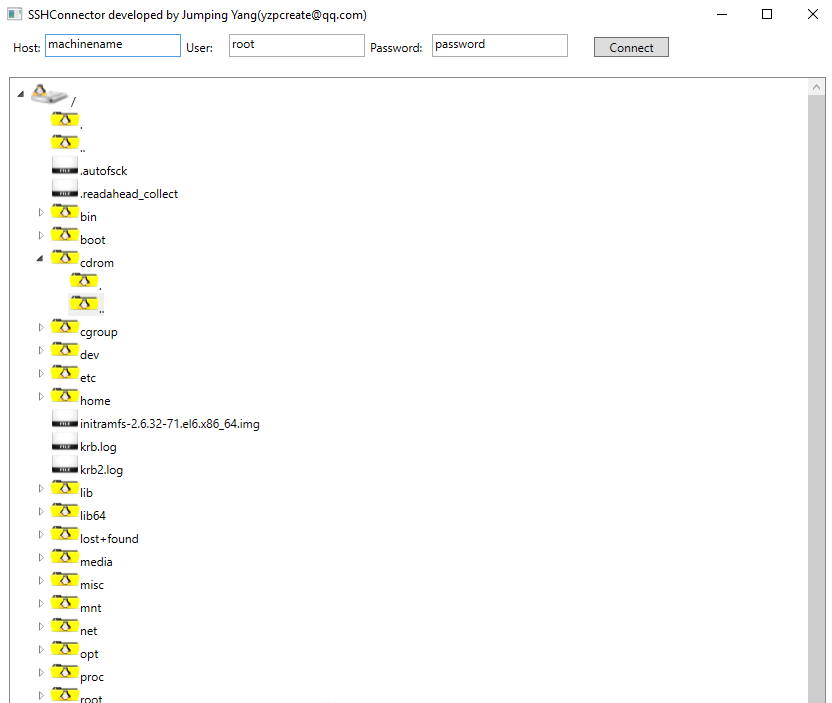 SSHConnector developed by Jumping Yang(yzpcreate@qq.com)
Host: machinename User: root Password: password Connect
/
.
..
.autofsck
.readahead_collect
bin
boot
cdrom
.
..
cgroup
dev
etc
home
initramfs-2.6.32-71.el6.x86_64.img
krb.log
krb2.log
lib
lib64
lost+found
media
misc
mnt
net
opt
proc
root